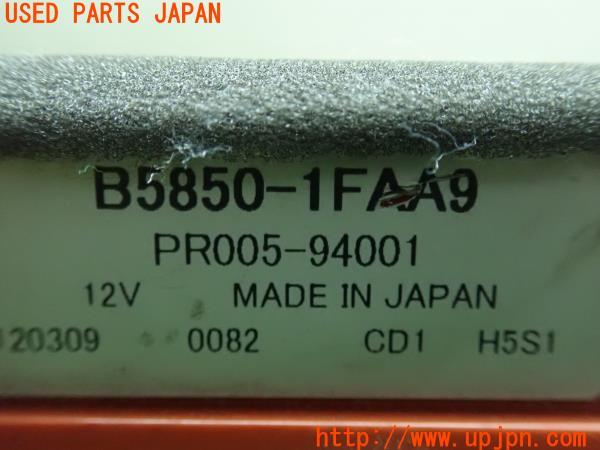 USED PARTS JAPAN
B5850-1FAA9
PR005-94001
12V MADE IN JAPAN
120309 0082 CD1 H5S1
http://www.upjpn.com